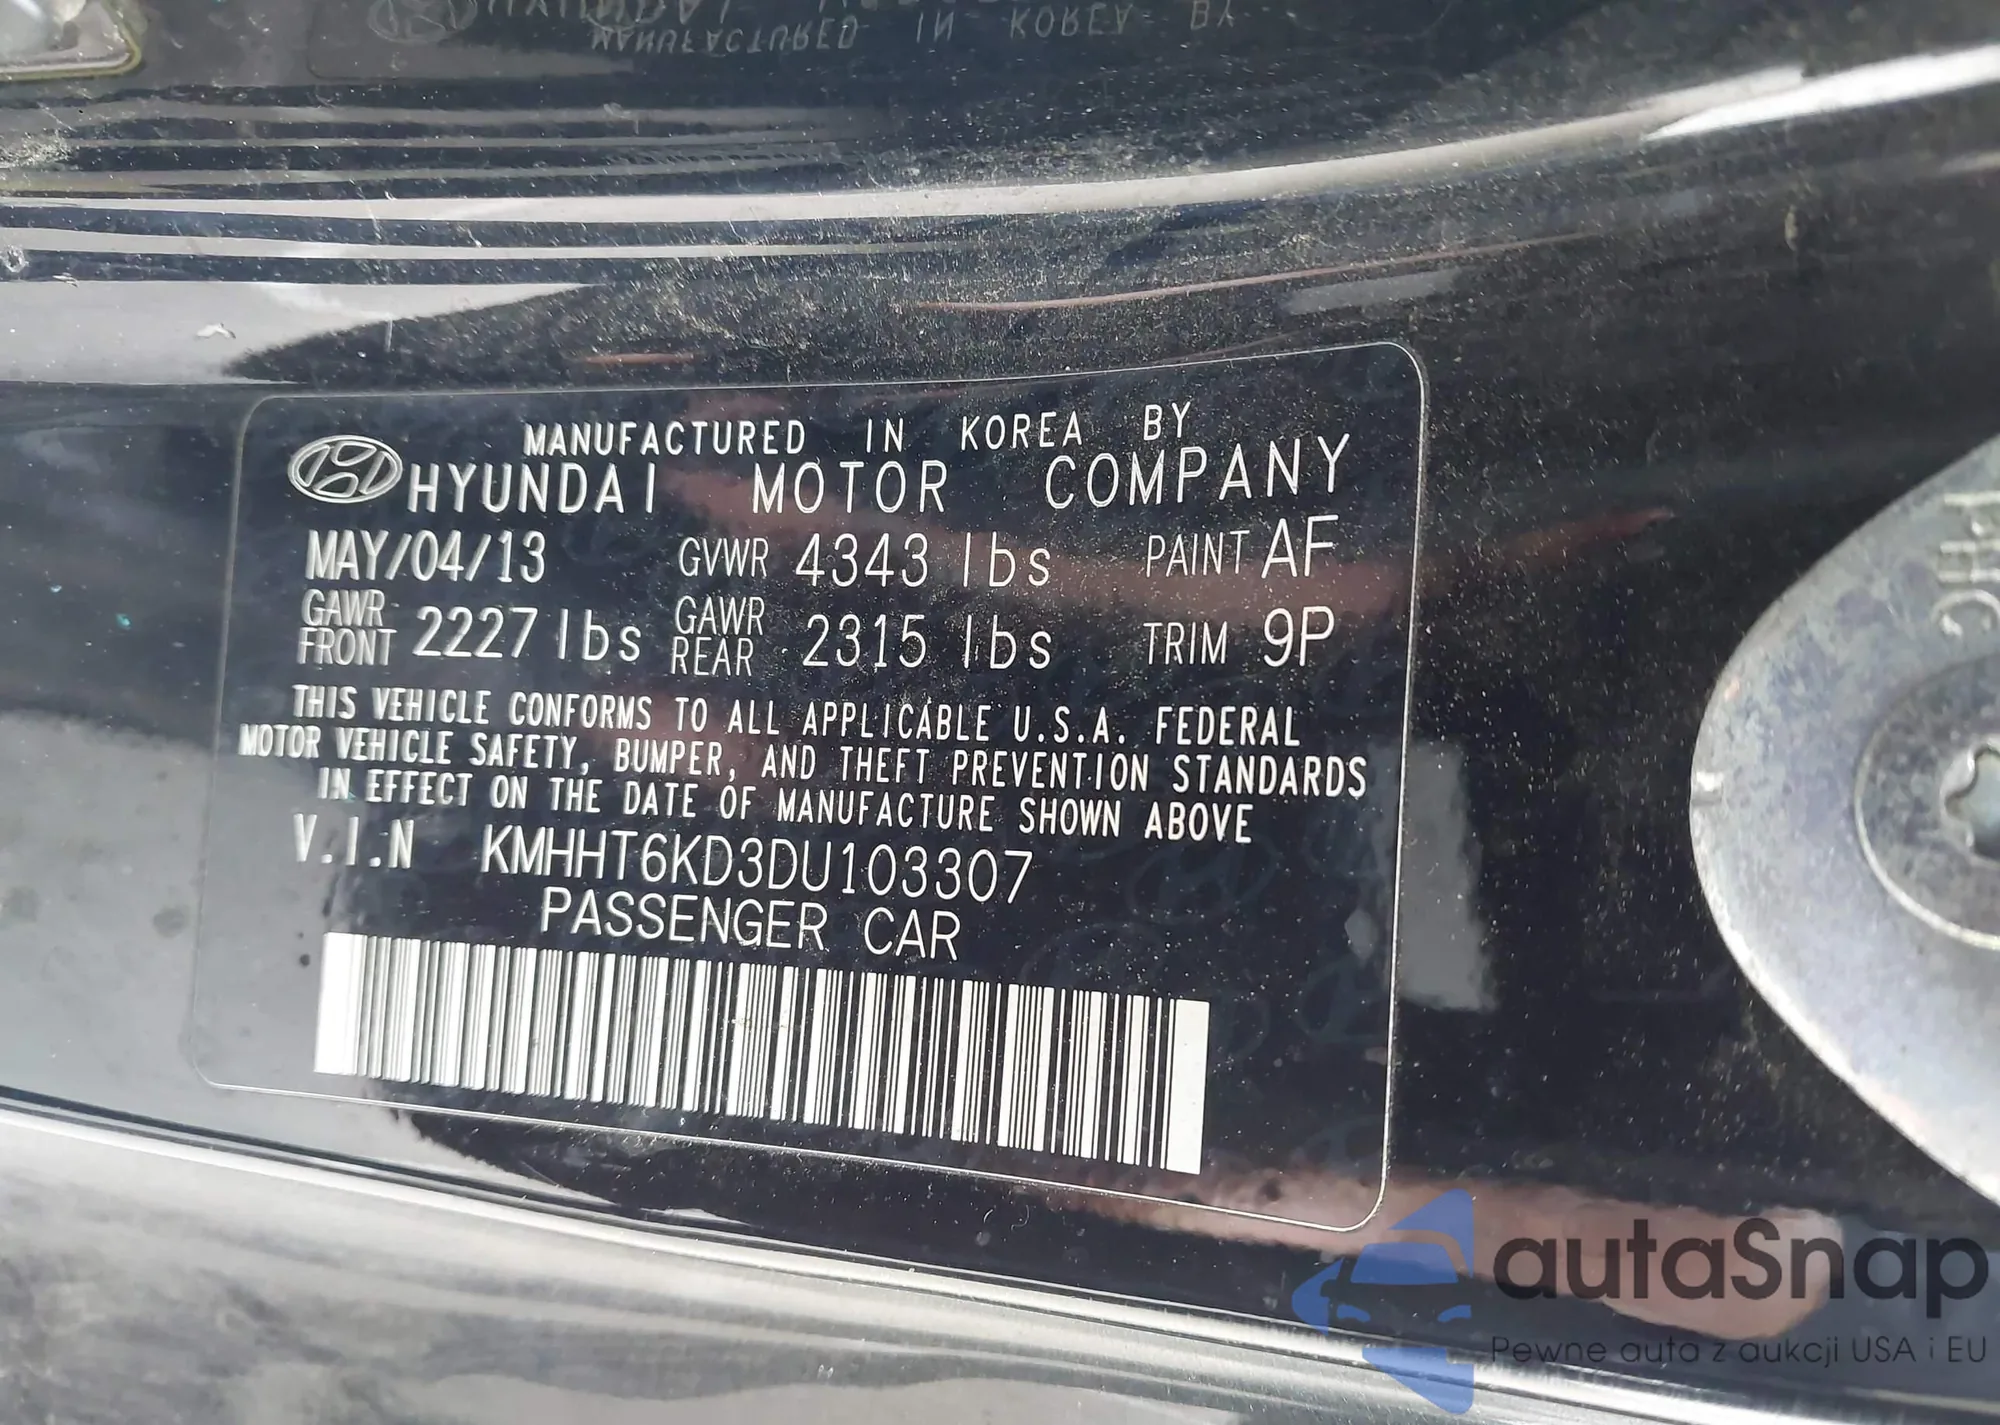 MANUFACTURED IN KOREA BY
HYUNDAI MOTOR COMPANY
MAY/04/13 GVWR 4343 lbs PAINT AF
GAWR FRONT 2227 lbs GAWR REAR 2315 lbs TRIM 9P
THIS VEHICLE CONFORMS TO ALL APPLICABLE U.S.A. FEDERAL
MOTOR VEHICLE SAFETY, BUMPER, AND THEFT PREVENTION STANDARDS
IN EFFECT ON THE DATE OF MANUFACTURE SHOWN ABOVE
V.I.N KMHHT6KD3DU103307
PASSENGER CAR
autaSnap
Pewne auta z aukcji USA i EU